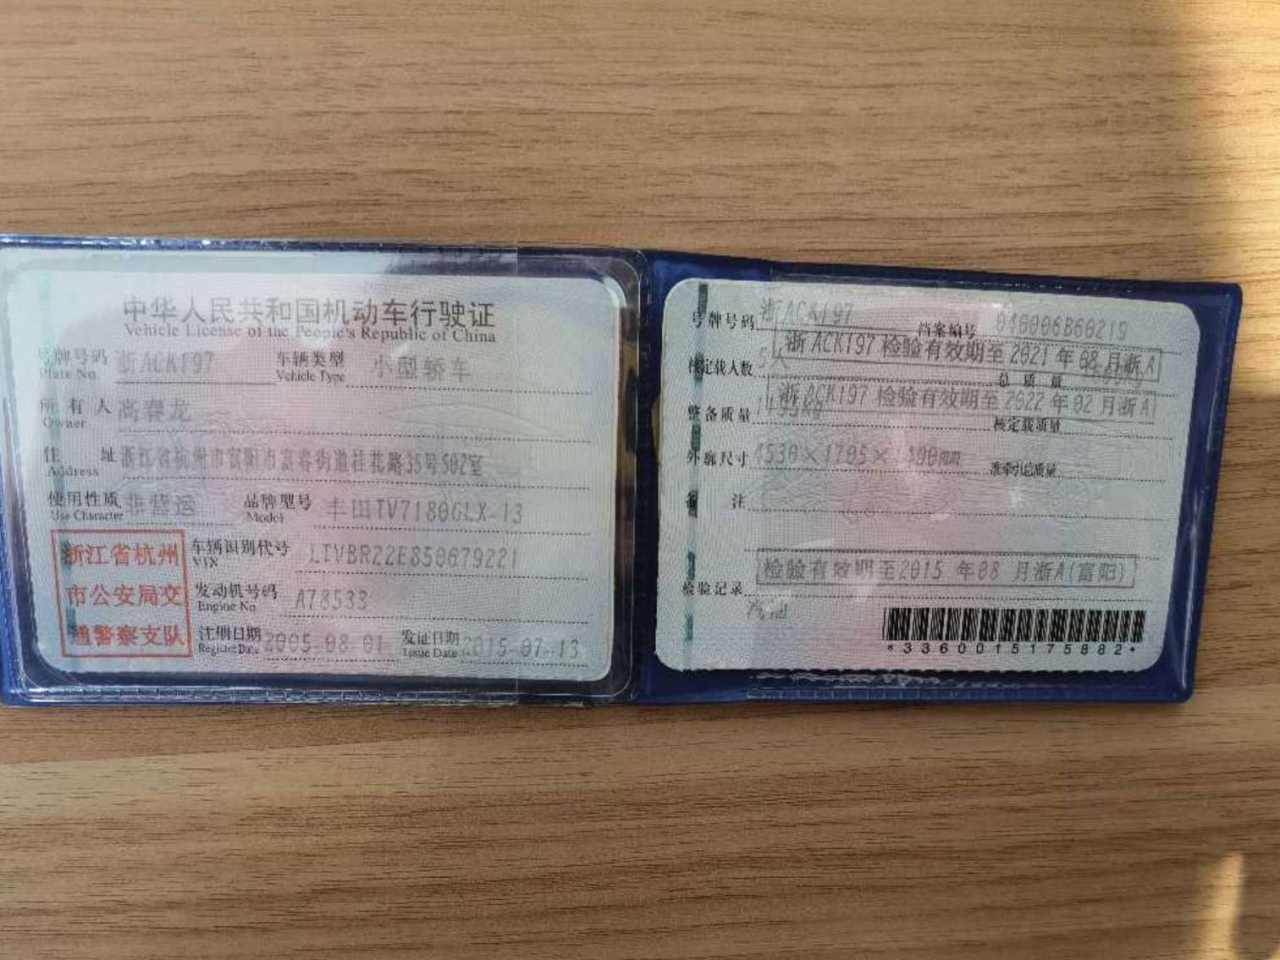 中华人民共和国机动车行驶证
Vehicle License of the People's Republic of China
号牌号码 浙ACK197 车辆类型 小型轿车
Plate No. Vehicle Type
所有人 高春龙
Owner
住址 浙江省杭州市富阳市富春街道桂花路35号502室
Address
使用性质 非营运 品牌型号 丰田TV7180GLX-13
Use Character Model
浙江省杭州
市公安局交
通警察支队
车辆识别代号
VIN LTVBR22E850679221
发动机号码 A78533
Engine No.
注册日期 2005-08-01 发证日期 2015-07-13
Register Date Issue Date
号牌号码 浙ACK197 档案编号
浙ACK197检验有效期至2021年08月浙A
核定载人数 5人 总质量
浙ACK197检验有效期至2022年02月浙A
整备质量 核定载质量
外廓尺寸 准牵引总质量
备注
检验有效期至2015年08月浙A(富阳)
检验记录
汽油
*3360015175882*